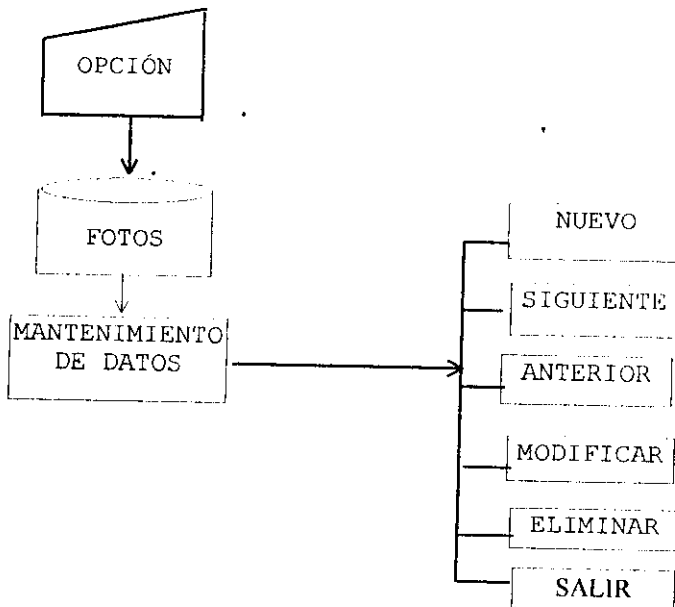 OPCIÓN
FOTOS
MANTENIMIENTO
DE DATOS
NUEVO
SIGUIENTE
ANTERIOR
MODIFICAR
ELIMINAR
SALIR